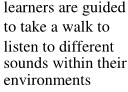 learners are guided
to take a walk to
listen to different
sounds within their
environments